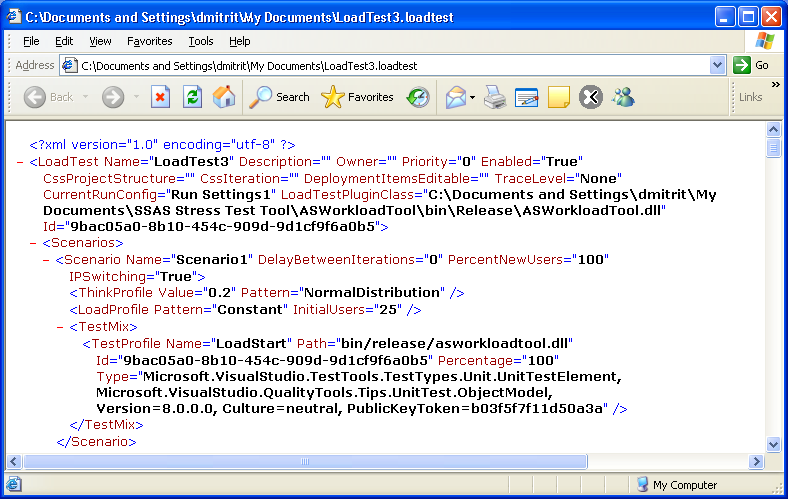 C:\Documents and Settings\dmitrit\My Documents\LoadTest3.loadtest
File Edit View Favorites Tools Help
Address C:\Documents and Settings\dmitrit\My Documents\LoadTest3.loadtest Go
Back Search Favorites Links »
<?xml version="1.0" encoding="utf-8" ?>
- <LoadTest Name="LoadTest3" Description="" Owner="" Priority="0" Enabled="True"
CssProjectStructure="" CssIteration="" DeploymentItemsEditable="" TraceLevel="None"
CurrentRunConfig="Run Settings1" LoadTestPluginClass="C:\Documents and Settings\dmitrit\My
Documents\SSAS Stress Test Tool\ASWorkloadTool\bin\Release\ASWorkloadTool.dll"
Id="9bac05a0-8b10-454c-909d-9d1cf9f6a0b5">
- <Scenarios>
- <Scenario Name="Scenario1" DelayBetweenIterations="0" PercentNewUsers="100"
IPSwitching="True">
<ThinkProfile Value="0.2" Pattern="NormalDistribution" />
<LoadProfile Pattern="Constant" InitialUsers="25" />
- <TestMix>
<TestProfile Name="LoadStart" Path="bin/release/asworkloadtool.dll"
Id="9bac05a0-8b10-454c-909d-9d1cf9f6a0b5" Percentage="100"
Type="Microsoft.VisualStudio.TestTools.TestTypes.Unit.UnitTestElement,
Microsoft.VisualStudio.QualityTools.Tips.UnitTest.ObjectModel,
Version=8.0.0.0, Culture=neutral, PublicKeyToken=b03f5f7f11d50a3a" />
</TestMix>
</Scenario>
My Computer